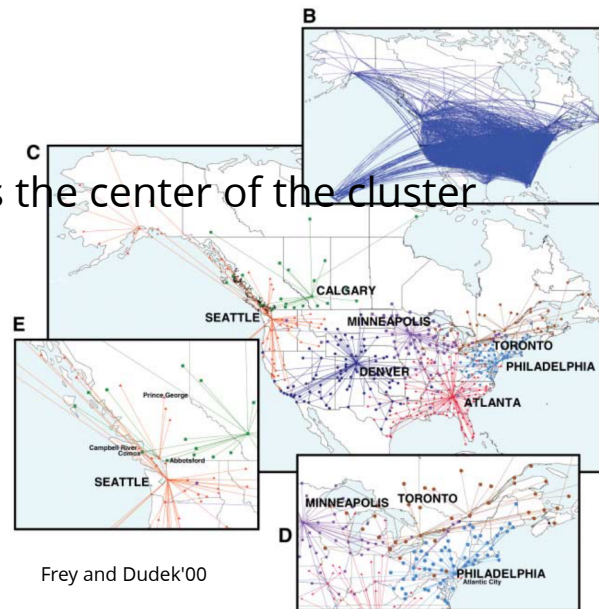 B
C
s the center of the cluster
CALGARY
SEATTLE
MINNEAPOLIS
E
TORONTO
PHILADELPHIA
DENVER
Prince George
ATLANTA
Campbell River
Comox
Abbotsford
SEATTLE
MINNEAPOLIS
TORONTO
D
PHILADELPHIA
Atlantic City
Frey and Dudek'00